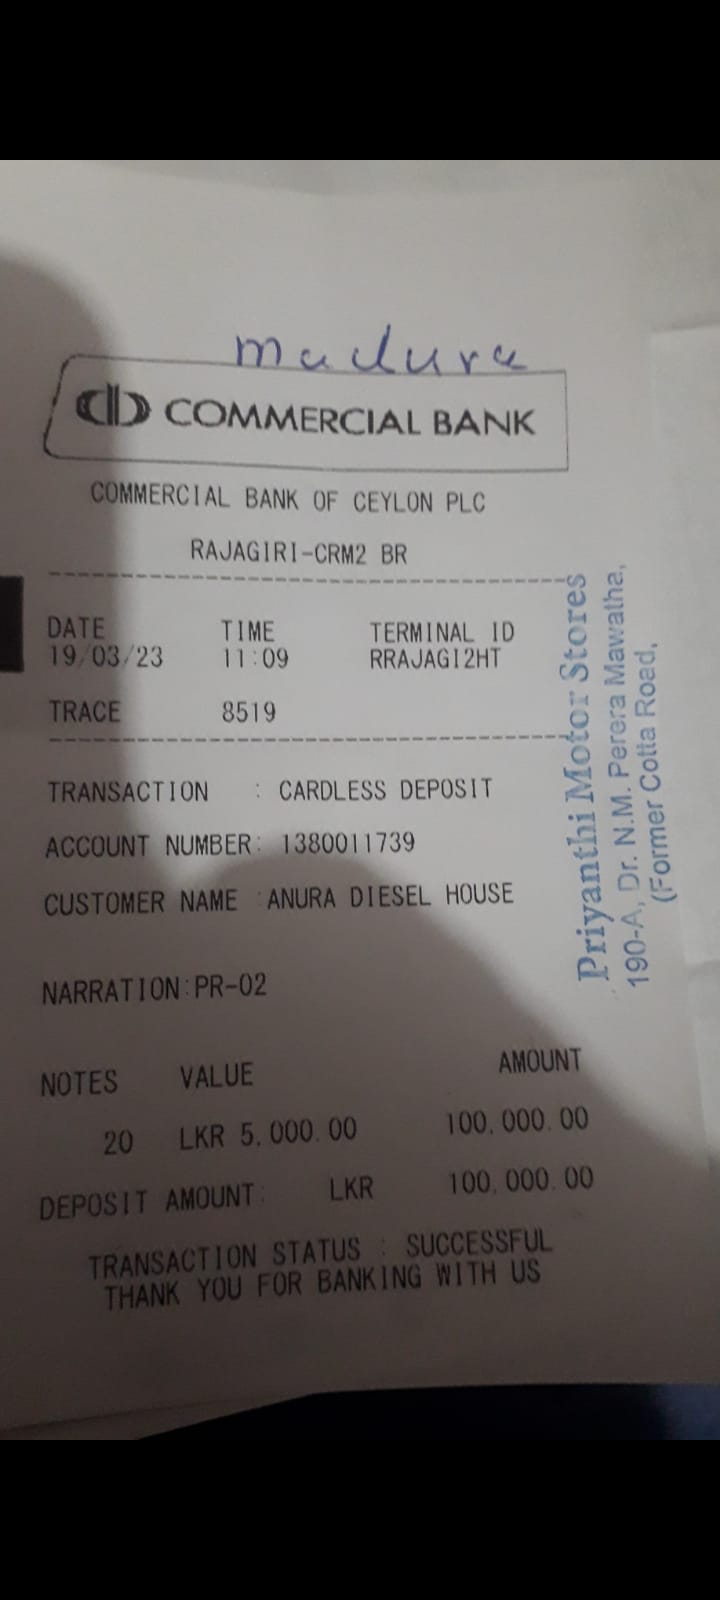 madura
COMMERCIAL BANK
COMMERCIAL BANK OF CEYLON PLC
RAJAGIRI-CRM2 BR
DATE TIME TERMINAL ID
19/03/23 11:09 RRAJAGI2HT
TRACE 8519
TRANSACTION : CARDLESS DEPOSIT
ACCOUNT NUMBER: 1380011739
CUSTOMER NAME :ANURA DIESEL HOUSE
NARRATION:PR-02
NOTES VALUE AMOUNT
20 LKR 5,000.00 100,000.00
DEPOSIT AMOUNT: LKR 100,000.00
TRANSACTION STATUS : SUCCESSFUL
THANK YOU FOR BANKING WITH US
Priyanthi Motor Stores
190-A, Dr. N.M. Perera Mawatha,
(Former Cotta Road,